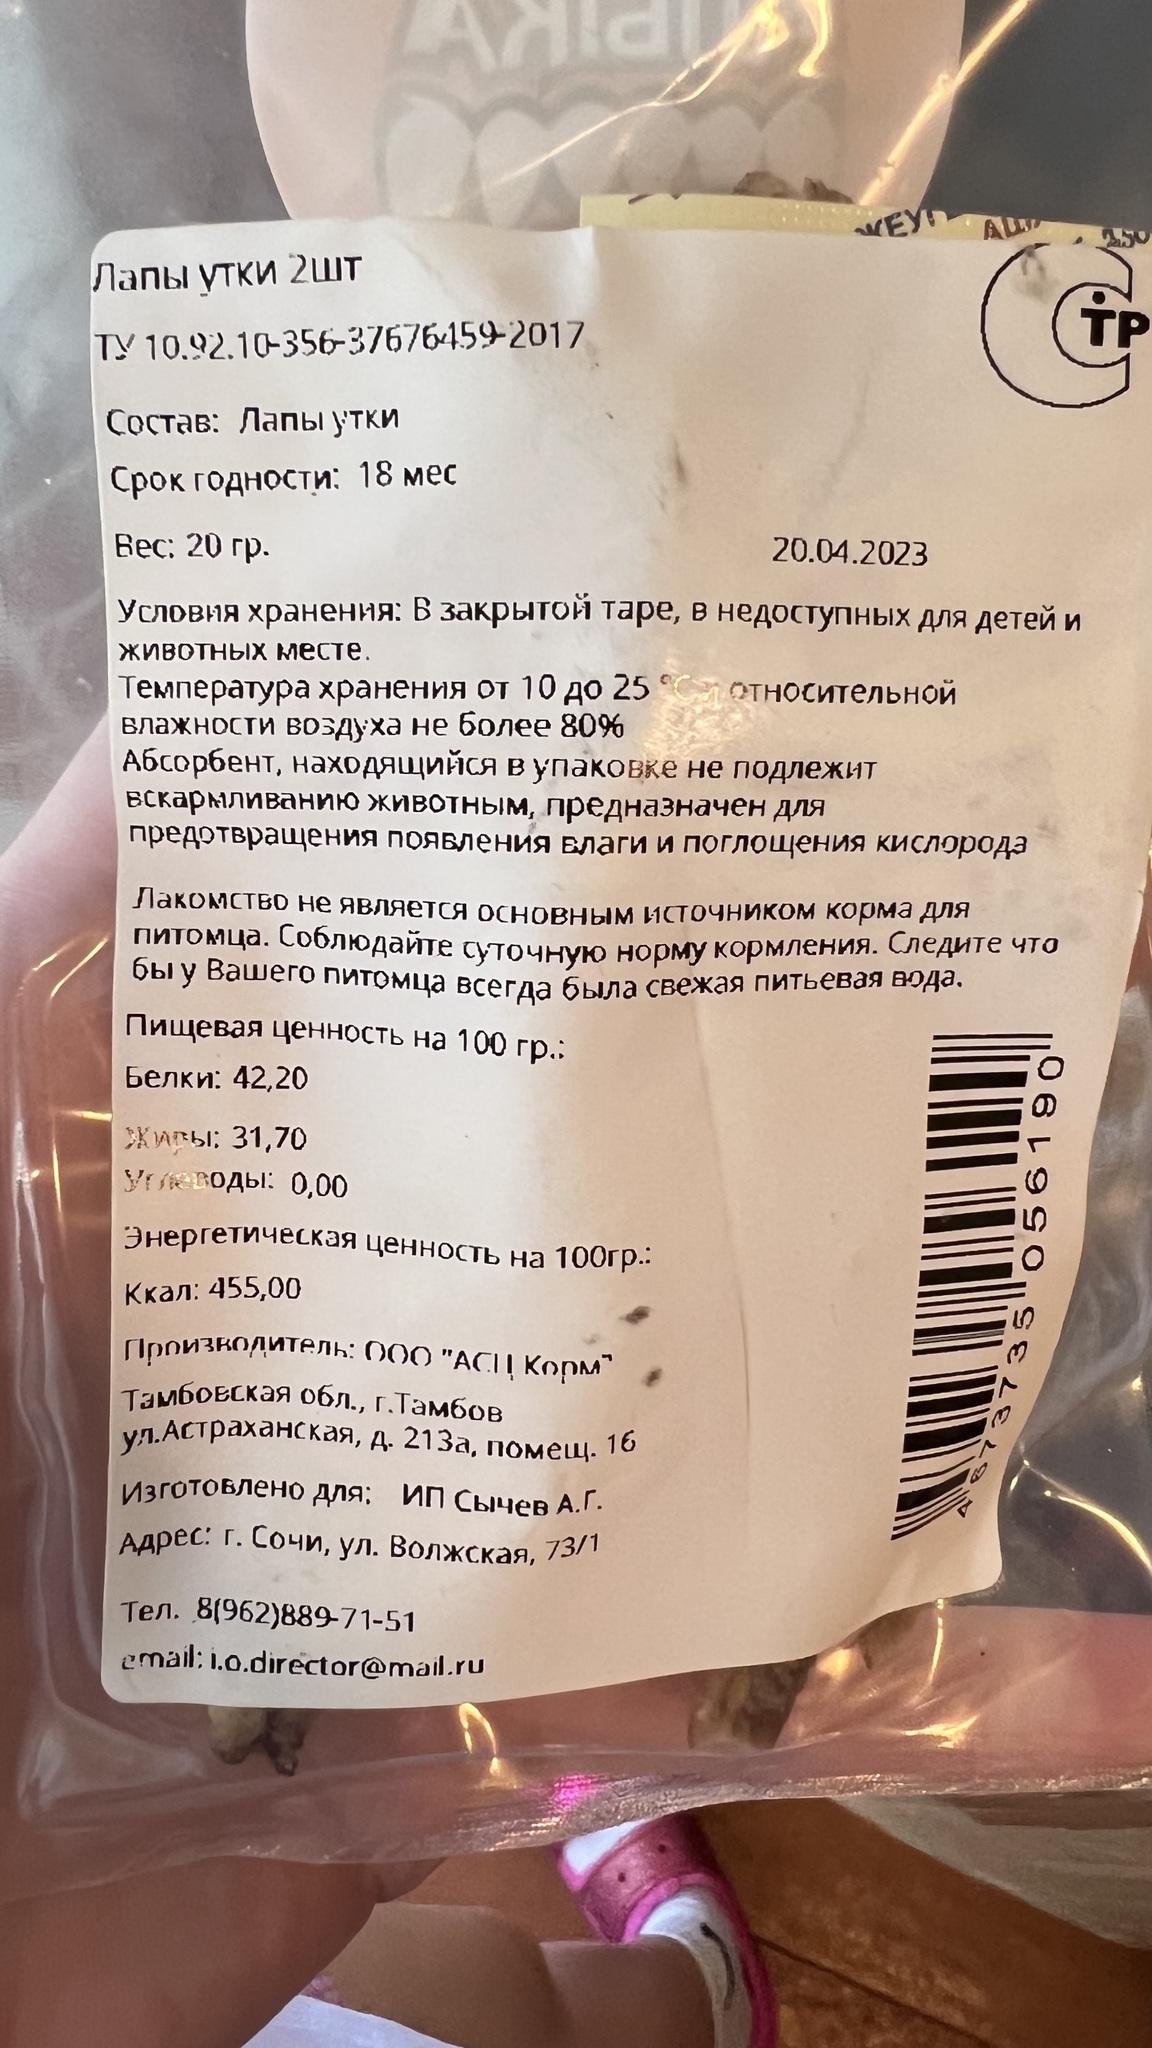 Лапы утки 2шт
ТУ 10.92.10-356-37676459-2017
СТР
Состав: Лапы утки
Срок годности: 18 мес
Вес: 20 гр.
20.04.2023
Условия хранения: В закрытой таре, в недоступных для детей и
животных месте.
Температура хранения от 10 до 25 °С и относительной
влажности воздуха не более 80%
Абсорбент, находящийся в упаковке не подлежит
вскармливанию животным, предназначен для
предотвращения появления влаги и поглощения кислорода
Лакомство не является основным источником корма для
питомца. Соблюдайте суточную норму кормления. Следите что
бы у Вашего питомца всегда была свежая питьевая вода.
Пищевая ценность на 100 гр.:
Белки: 42,20
Жиры: 31,70
Углеводы: 0,00
Энергетическая ценность на 100гр.:
Ккал: 455,00
Производитель: ООО "АСЦ Корм"
Тамбовская обл., г.Тамбов
ул.Астраханская, д. 213а, помещ. 16
Изготовлено для: ИП Сычев А.Г.
Адрес: г. Сочи, ул. Волжская, 73/1
Тел. 8(962)889-71-51
email: i.o.director@mail.ru